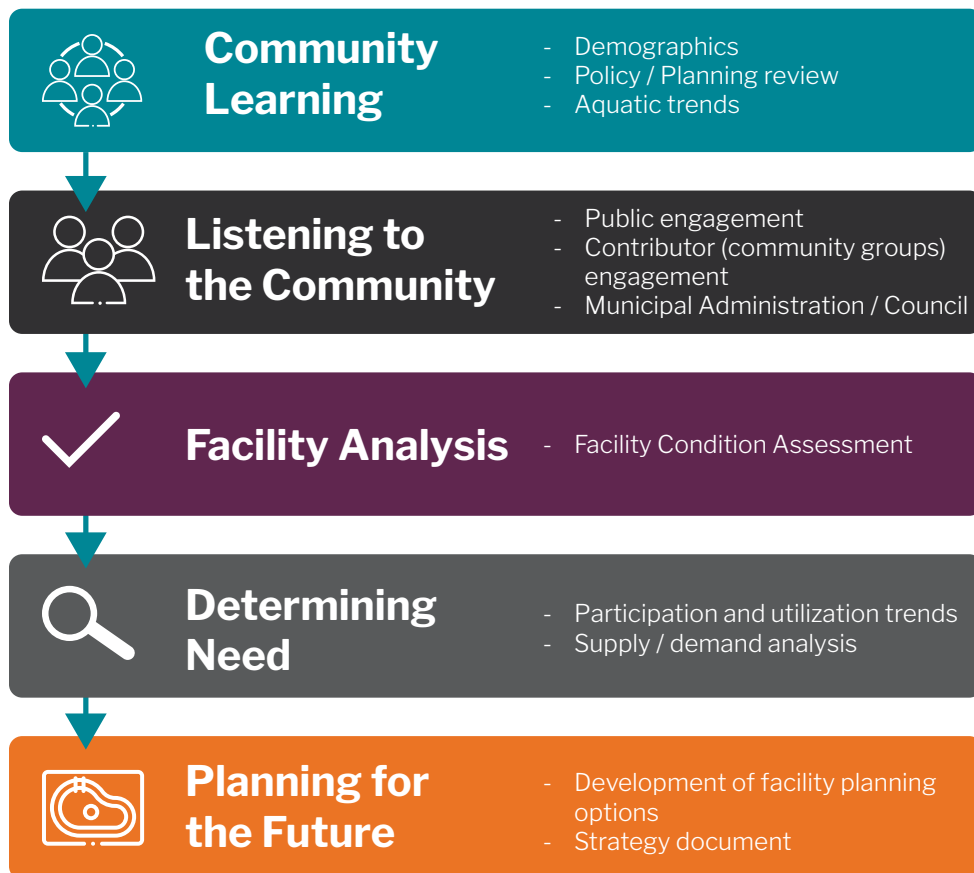 Community
Learning
- Demographics
- Policy / Planning review
- Aquatic trends
Listening to
the Community
- Public engagement
- Contributor (community groups)
engagement
- Municipal Administration / Council
Facility Analysis
- Facility Condition Assessment
Determining
Need
- Participation and utilization trends
- Supply / demand analysis
Planning for
the Future
- Development of facility planning
options
- Strategy document